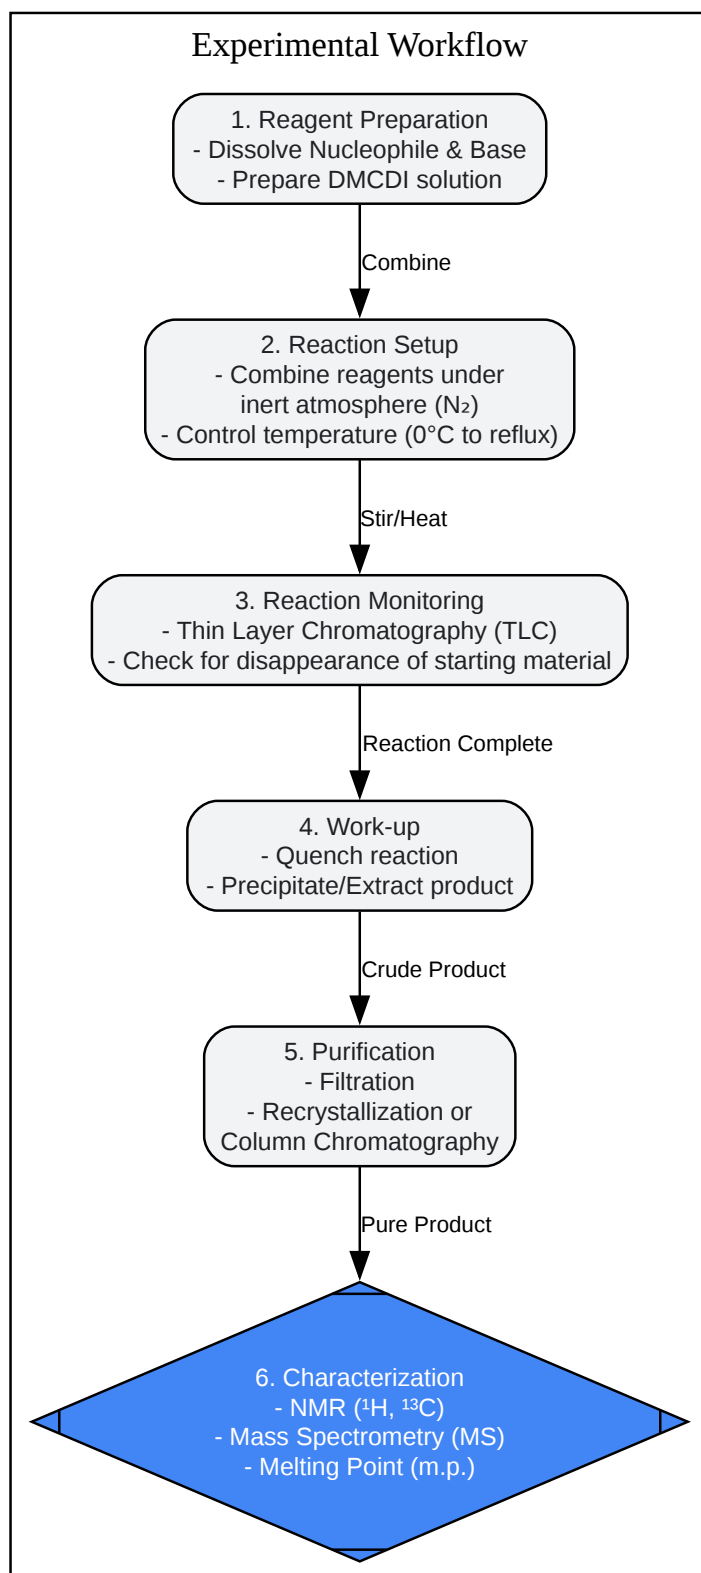 Experimental Workflow
1. Reagent Preparation
- Dissolve Nucleophile & Base
- Prepare DMCDI solution
Combine
2. Reaction Setup
- Combine reagents under
inert atmosphere (N₂)
- Control temperature (0°C to reflux)
Stir/Heat
3. Reaction Monitoring
- Thin Layer Chromatography (TLC)
- Check for disappearance of starting material
Reaction Complete
4. Work-up
- Quench reaction
- Precipitate/Extract product
Crude Product
5. Purification
- Filtration
- Recrystallization or
Column Chromatography
Pure Product
6. Characterization
- NMR (¹H, ¹³C)
- Mass Spectrometry (MS)
- Melting Point (m.p.)